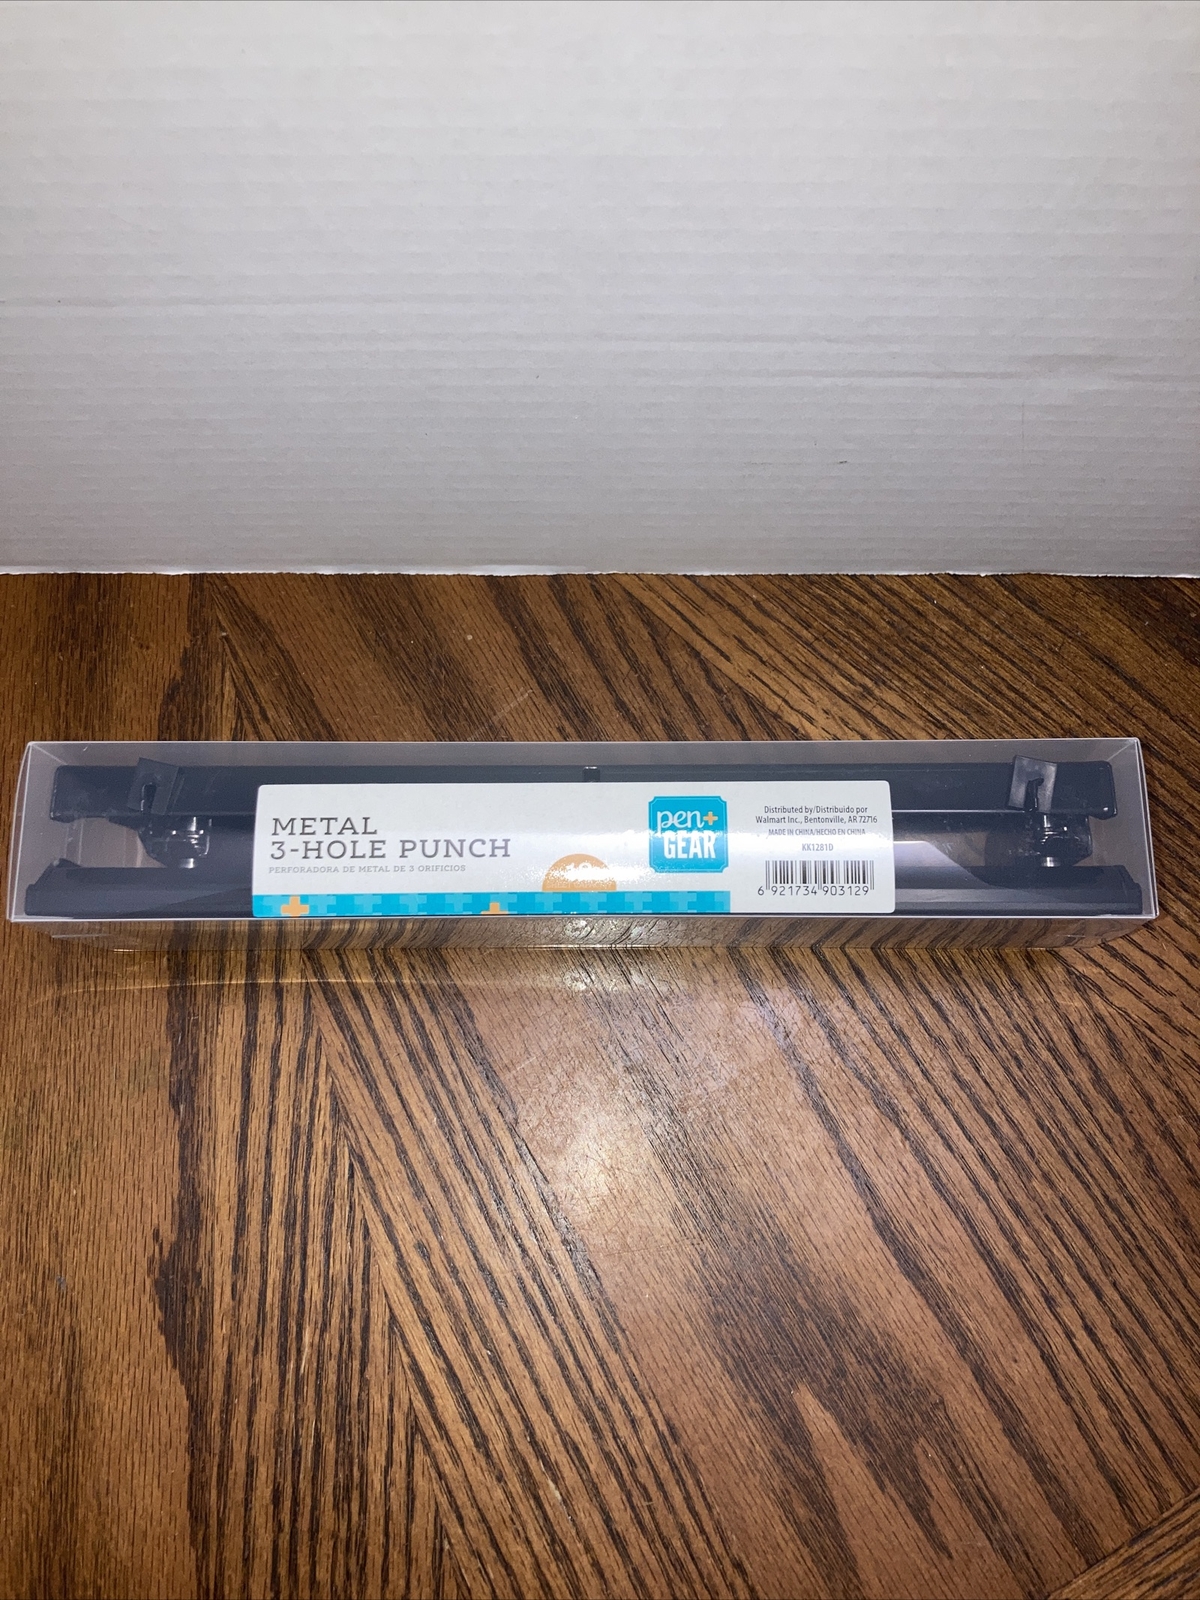 METAL
3-HOLE PUNCH
PERFORADORA DE METAL DE 3 ORIFICIOS
pen+
GEAR
Distributed by/Distribuido por
Walmart Inc., Bentonville, AR 72716
MADE IN CHINA/HECHO EN CHINA
KK1281D
6 921734 903129